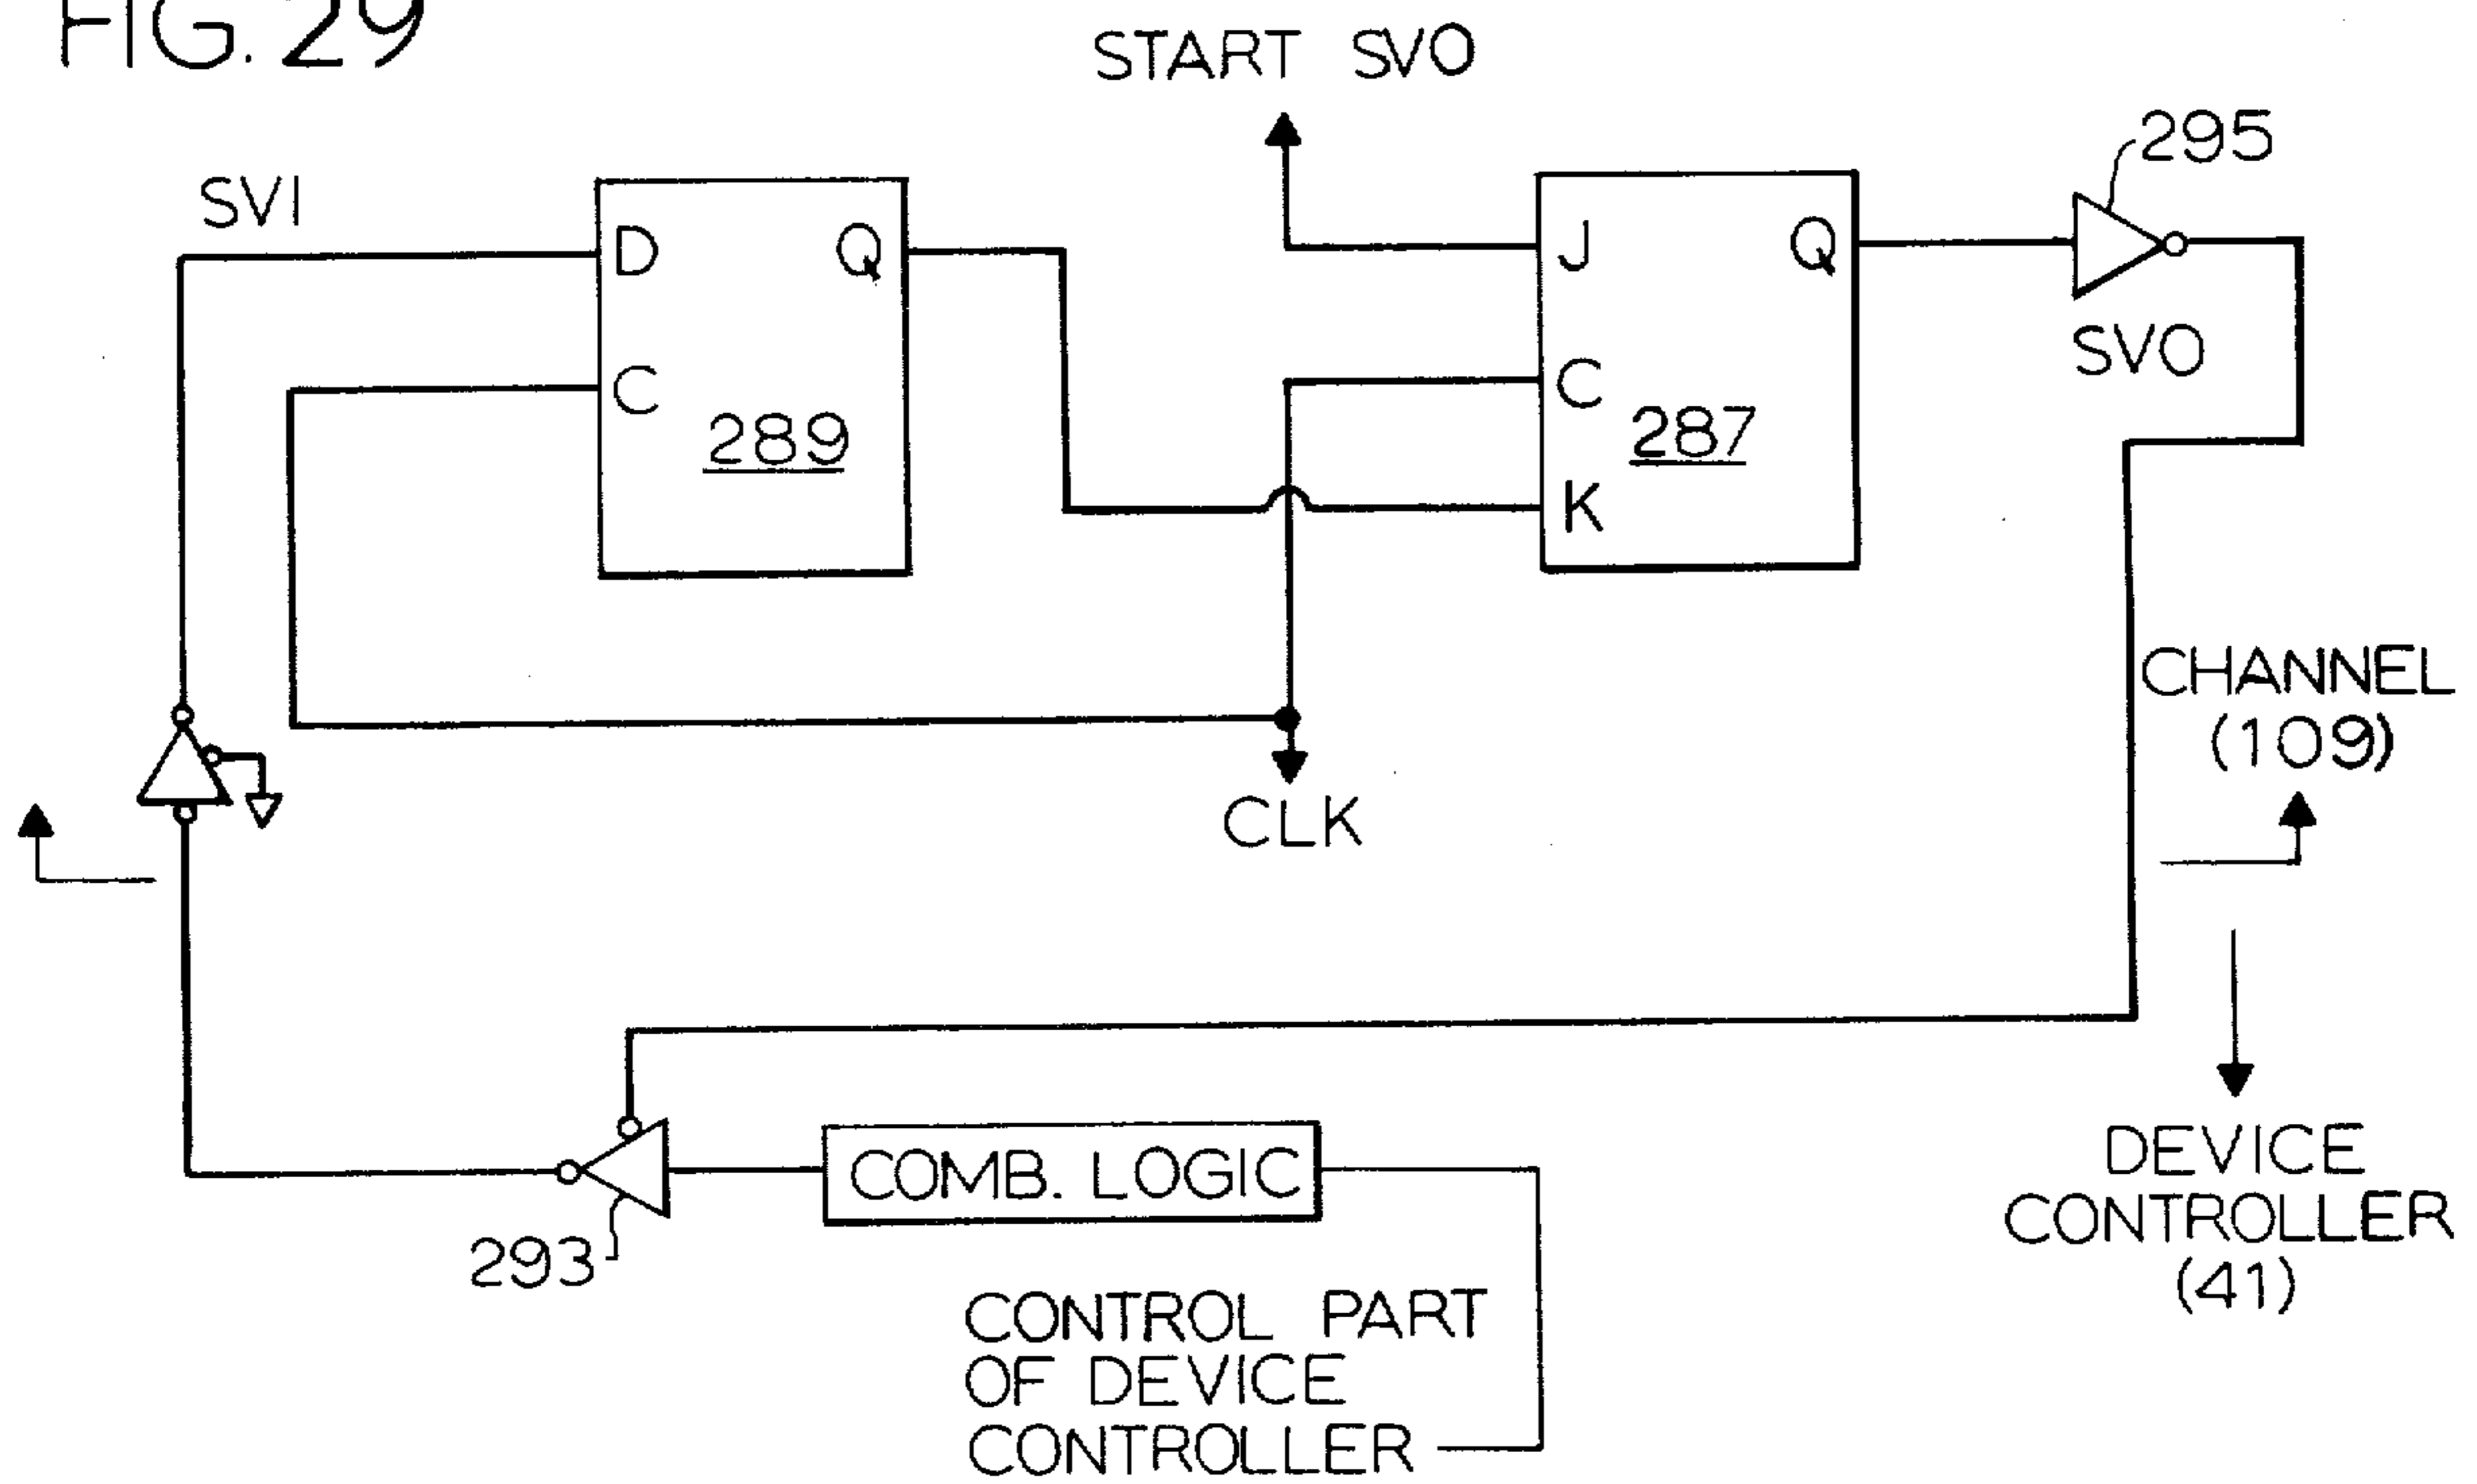 FIG. 29
START SVO
295
SVI
D
Q
J
Q
C
289
C
287
K
SVO
CHANNEL
(109)
CLK
COMB. LOGIC
293
DEVICE
CONTROLLER
(41)
CONTROL PART
OF DEVICE
CONTROLLER